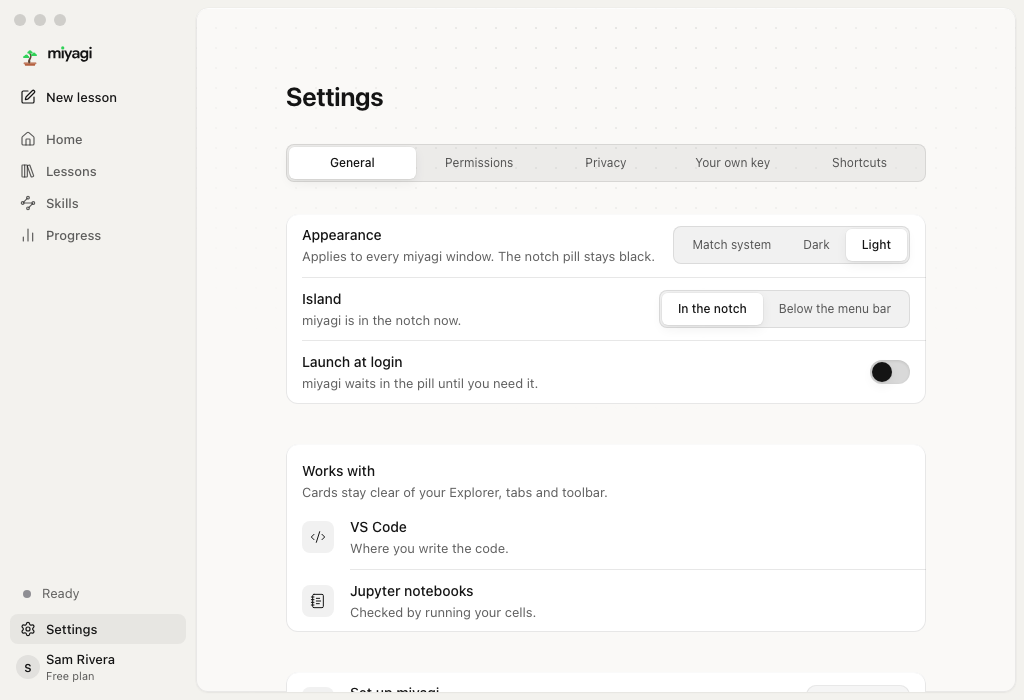 miyagi
New lesson
Home
Lessons
Skills
Progress
Ready
Settings
S
Sam Rivera
Free plan
Settings
General Permissions Privacy Your own key Shortcuts
Appearance
Applies to every miyagi window. The notch pill stays black.
Match system Dark Light
Island
miyagi is in the notch now.
In the notch Below the menu bar
Launch at login
miyagi waits in the pill until you need it.
Works with
Cards stay clear of your Explorer, tabs and toolbar.
VS Code
Where you write the code.
Jupyter notebooks
Checked by running your cells.
Set up miyagi